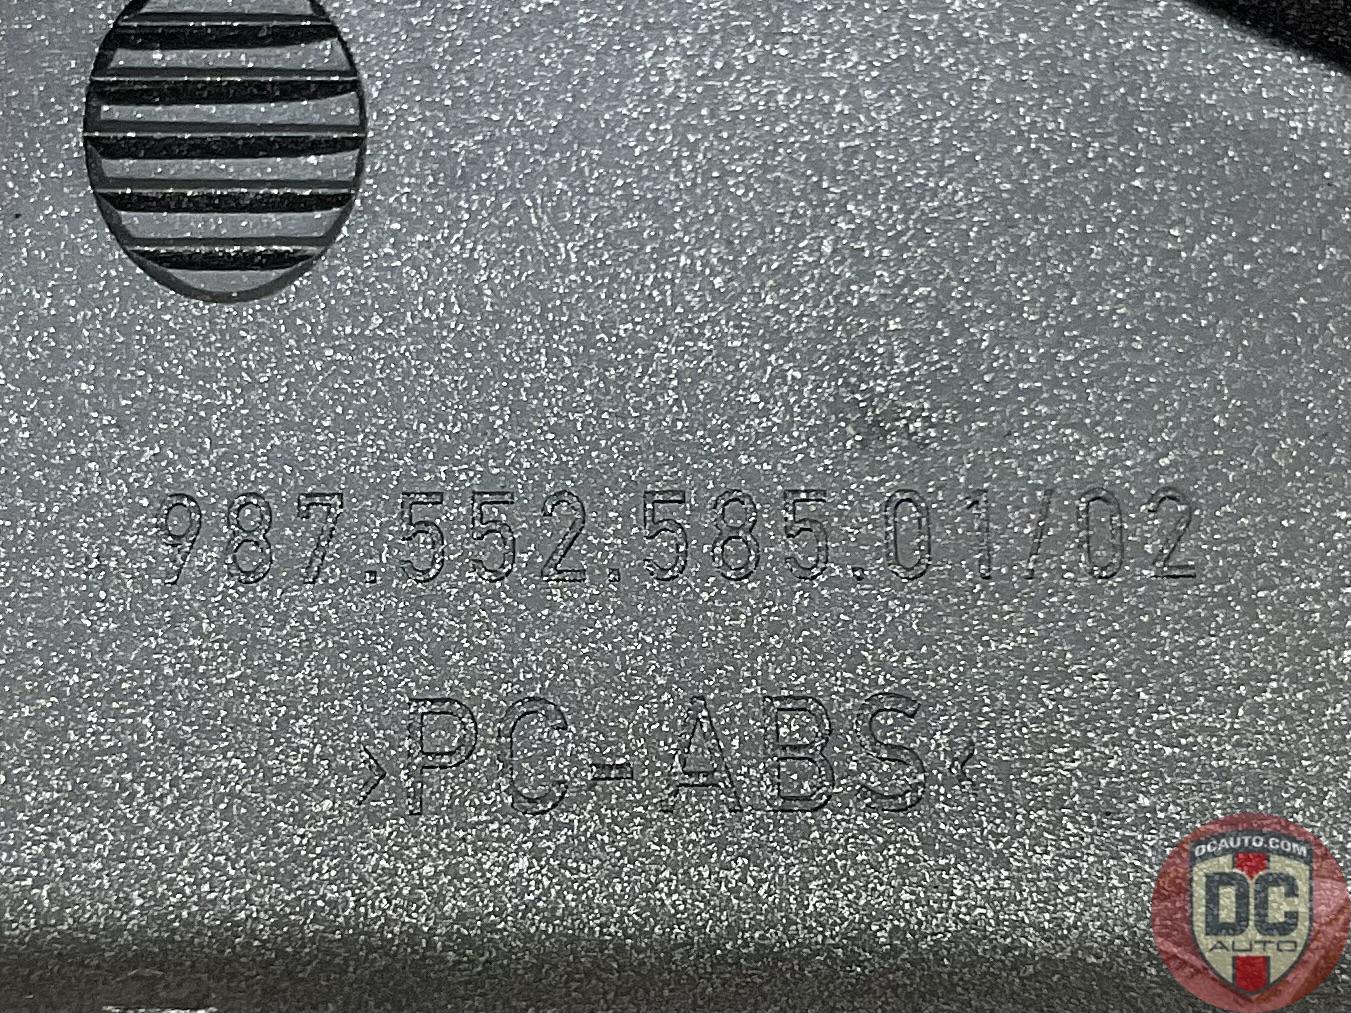 987.552.585.01/02
>PC-ABS<
DCAUTO.COM
DC
AUTO